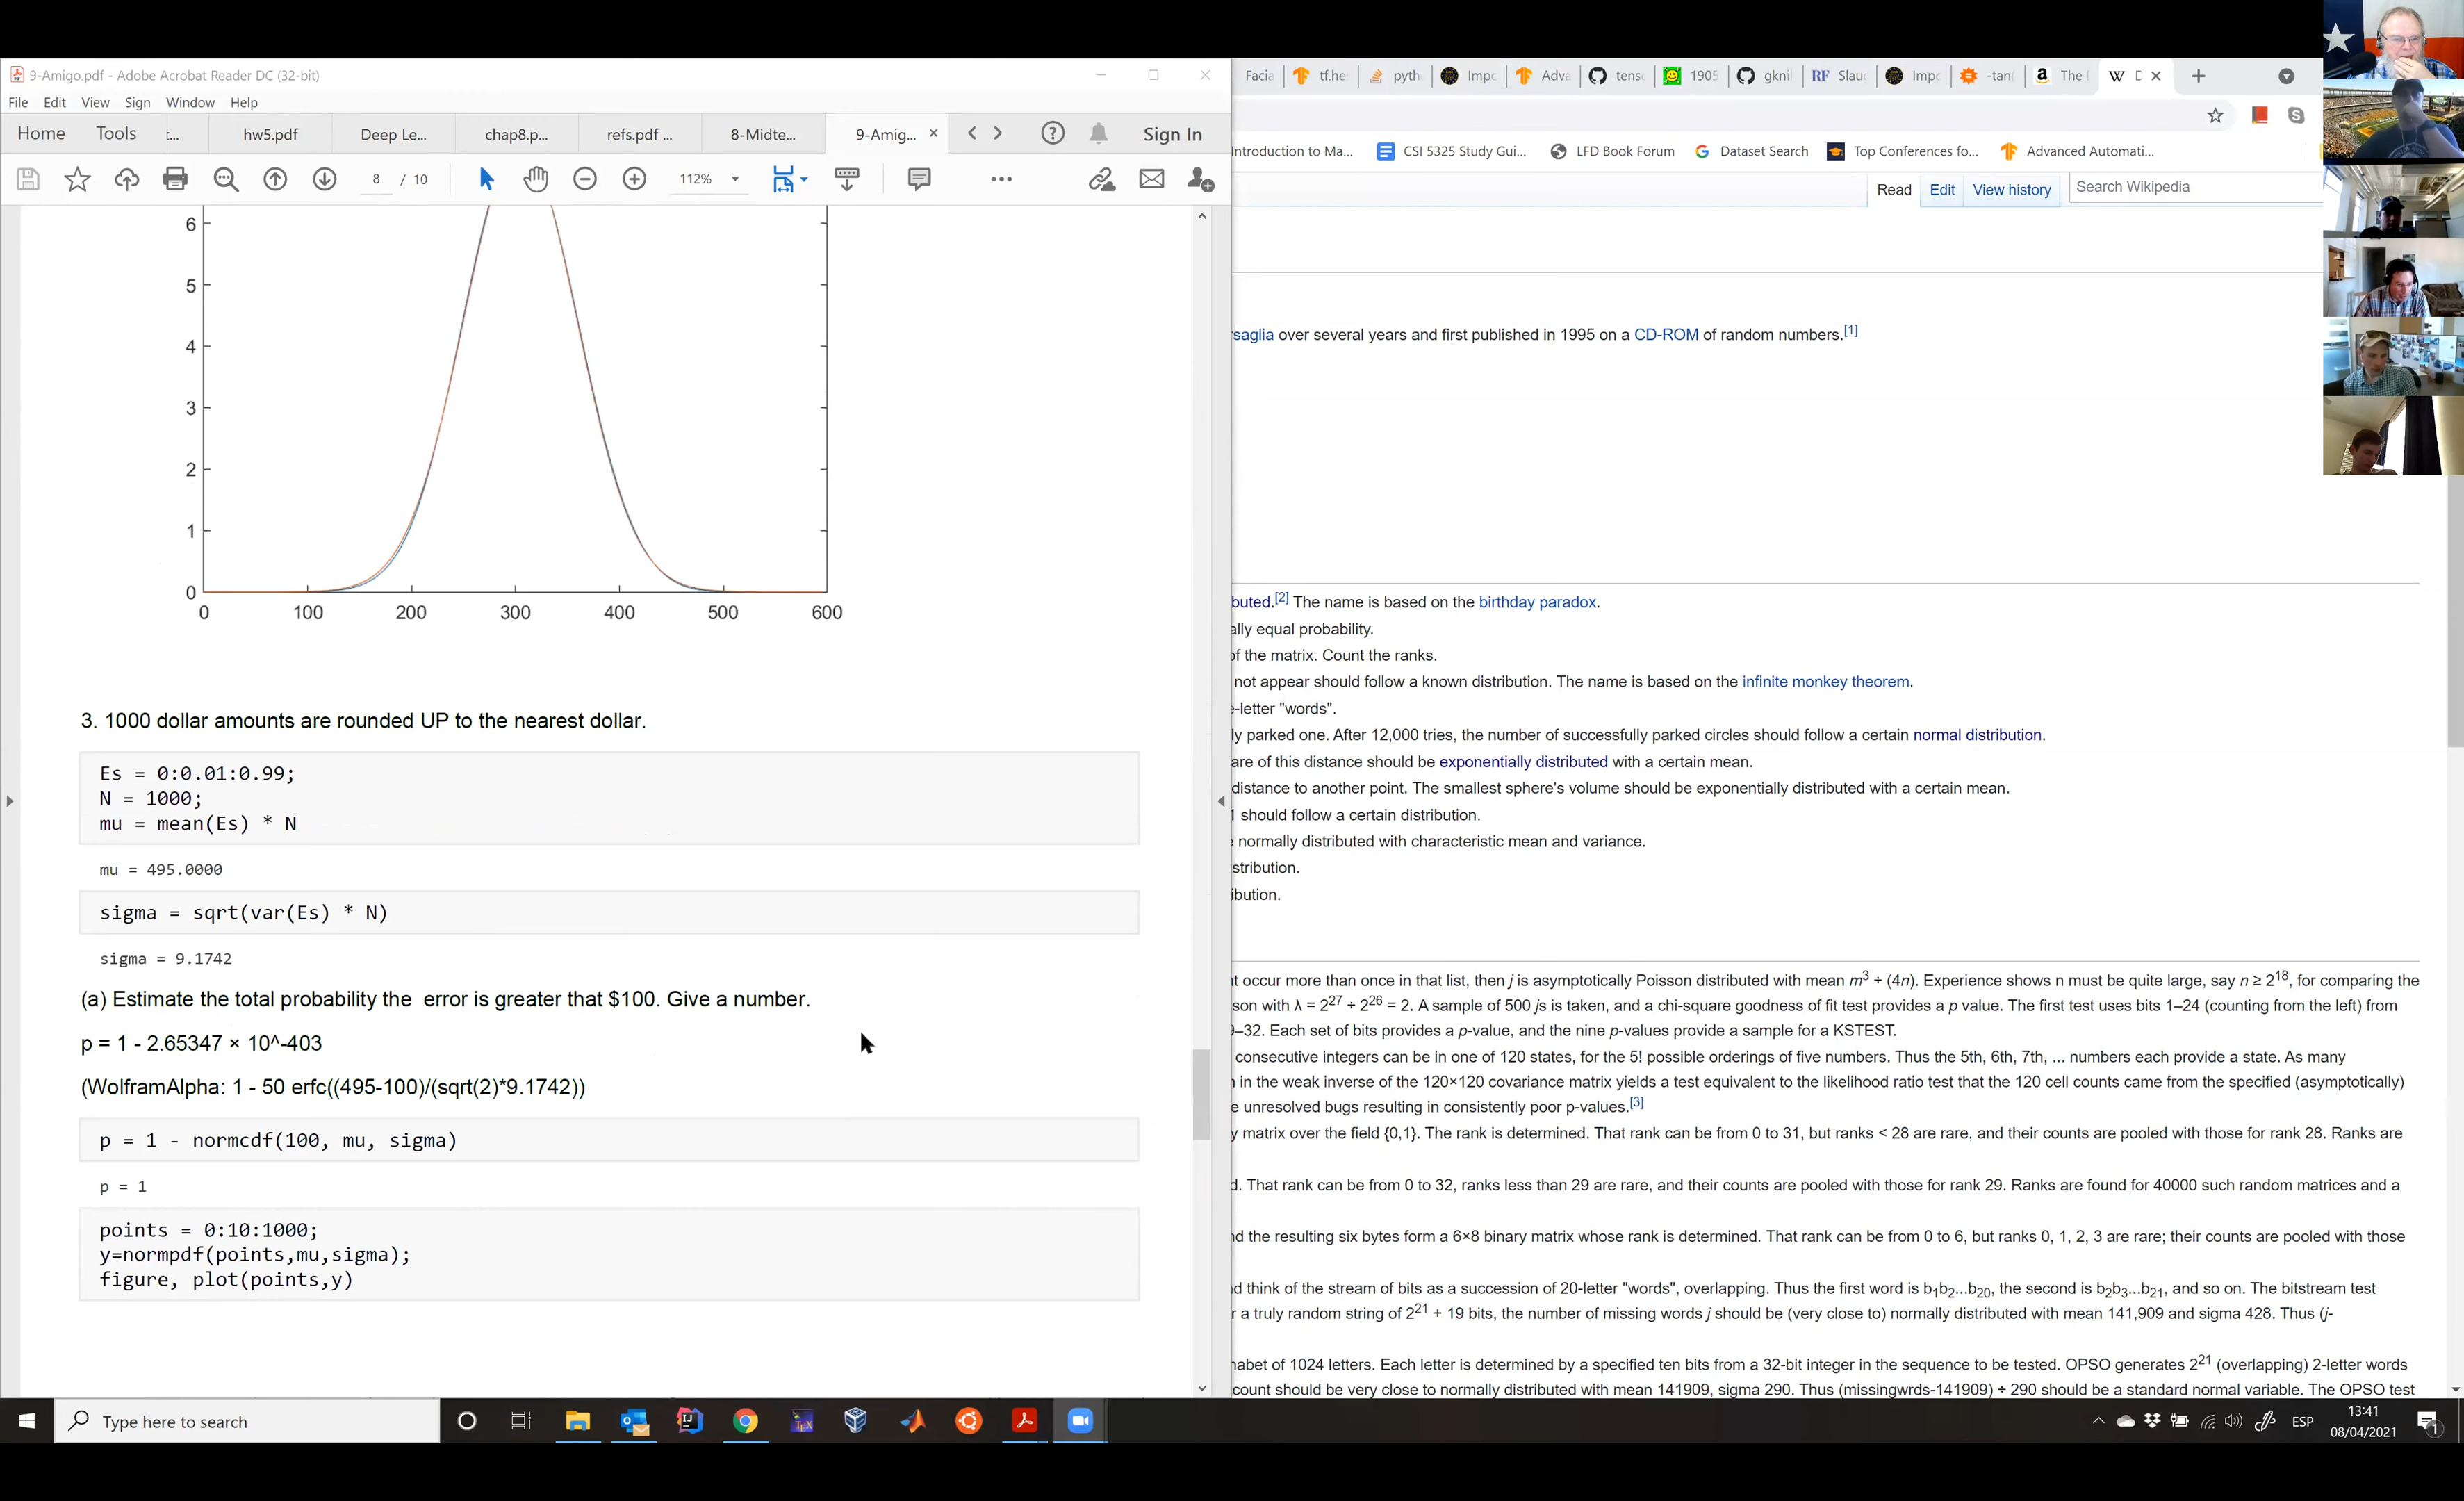 9-Amigo.pdf - Adobe Acrobat Reader DC (32-bit)
File Edit View Sign Window Help
Home Tools t... hw5.pdf Deep Le... chap8.p... refs.pdf ... 8-Midte... 9-Amig... × Sign In
8 / 10 112%
6
5
4
3
2
1
0
0 100 200 300 400 500 600
3. 1000 dollar amounts are rounded UP to the nearest dollar.
Es = 0:0.01:0.99;
N = 1000;
mu = mean(Es) * N
mu = 495.0000
sigma = sqrt(var(Es) * N)
sigma = 9.1742
(a) Estimate the total probability the error is greater that $100. Give a number.
p = 1 - 2.65347 × 10^-403
(WolframAlpha: 1 - 50 erfc((495-100)/(sqrt(2)*9.1742))
p = 1 - normcdf(100, mu, sigma)
p = 1
points = 0:10:1000;
y=normpdf(points,mu,sigma);
figure, plot(points,y)
Facia tf.he pyth Impo Adva tens 1905 gknil RF Slau Impo -tan( a The W D ×
Introduction to Ma... CSI 5325 Study Gui... LFD Book Forum Dataset Search Top Conferences fo... Advanced Automati...
Read Edit View history Search Wikipedia
rsaglia over several years and first published in 1995 on a CD-ROM of random numbers.[1]
buted.[2] The name is based on the birthday paradox.
ally equal probability.
of the matrix. Count the ranks.
not appear should follow a known distribution. The name is based on the infinite monkey theorem.
e-letter "words".
ly parked one. After 12,000 tries, the number of successfully parked circles should follow a certain normal distribution.
are of this distance should be exponentially distributed with a certain mean.
distance to another point. The smallest sphere's volume should be exponentially distributed with a certain mean.
1 should follow a certain distribution.
normally distributed with characteristic mean and variance.
stribution.
ibution.
t occur more than once in that list, then j is asymptotically Poisson distributed with mean m³ ÷ (4n). Experience shows n must be quite large, say n ≥ 2¹⁸, for comparing the
son with λ = 2²⁷ ÷ 2²⁶ = 2. A sample of 500 js is taken, and a chi-square goodness of fit test provides a p value. The first test uses bits 1–24 (counting from the left) from
9–32. Each set of bits provides a p-value, and the nine p-values provide a sample for a KSTEST.
consecutive integers can be in one of 120 states, for the 5! possible orderings of five numbers. Thus the 5th, 6th, 7th, ... numbers each provide a state. As many
n in the weak inverse of the 120×120 covariance matrix yields a test equivalent to the likelihood ratio test that the 120 cell counts came from the specified (asymptotically)
e unresolved bugs resulting in consistently poor p-values.[3]
y matrix over the field {0,1}. The rank is determined. That rank can be from 0 to 31, but ranks < 28 are rare, and their counts are pooled with those for rank 28. Ranks are
d. That rank can be from 0 to 32, ranks less than 29 are rare, and their counts are pooled with those for rank 29. Ranks are found for 40000 such random matrices and a
nd the resulting six bytes form a 6×8 binary matrix whose rank is determined. That rank can be from 0 to 6, but ranks 0, 1, 2, 3 are rare; their counts are pooled with those
d think of the stream of bits as a succession of 20-letter "words", overlapping. Thus the first word is b₁b₂...b₂₀, the second is b₂b₃...b₂₁, and so on. The bitstream test
r a truly random string of 2²¹ + 19 bits, the number of missing words j should be (very close to) normally distributed with mean 141,909 and sigma 428. Thus (j-
habet of 1024 letters. Each letter is determined by a specified ten bits from a 32-bit integer in the sequence to be tested. OPSO generates 2²¹ (overlapping) 2-letter words
count should be very close to normally distributed with mean 141909, sigma 290. Thus (missingwrds-141909) ÷ 290 should be a standard normal variable. The OPSO test
Type here to search
ESP
13:41
08/04/2021
1